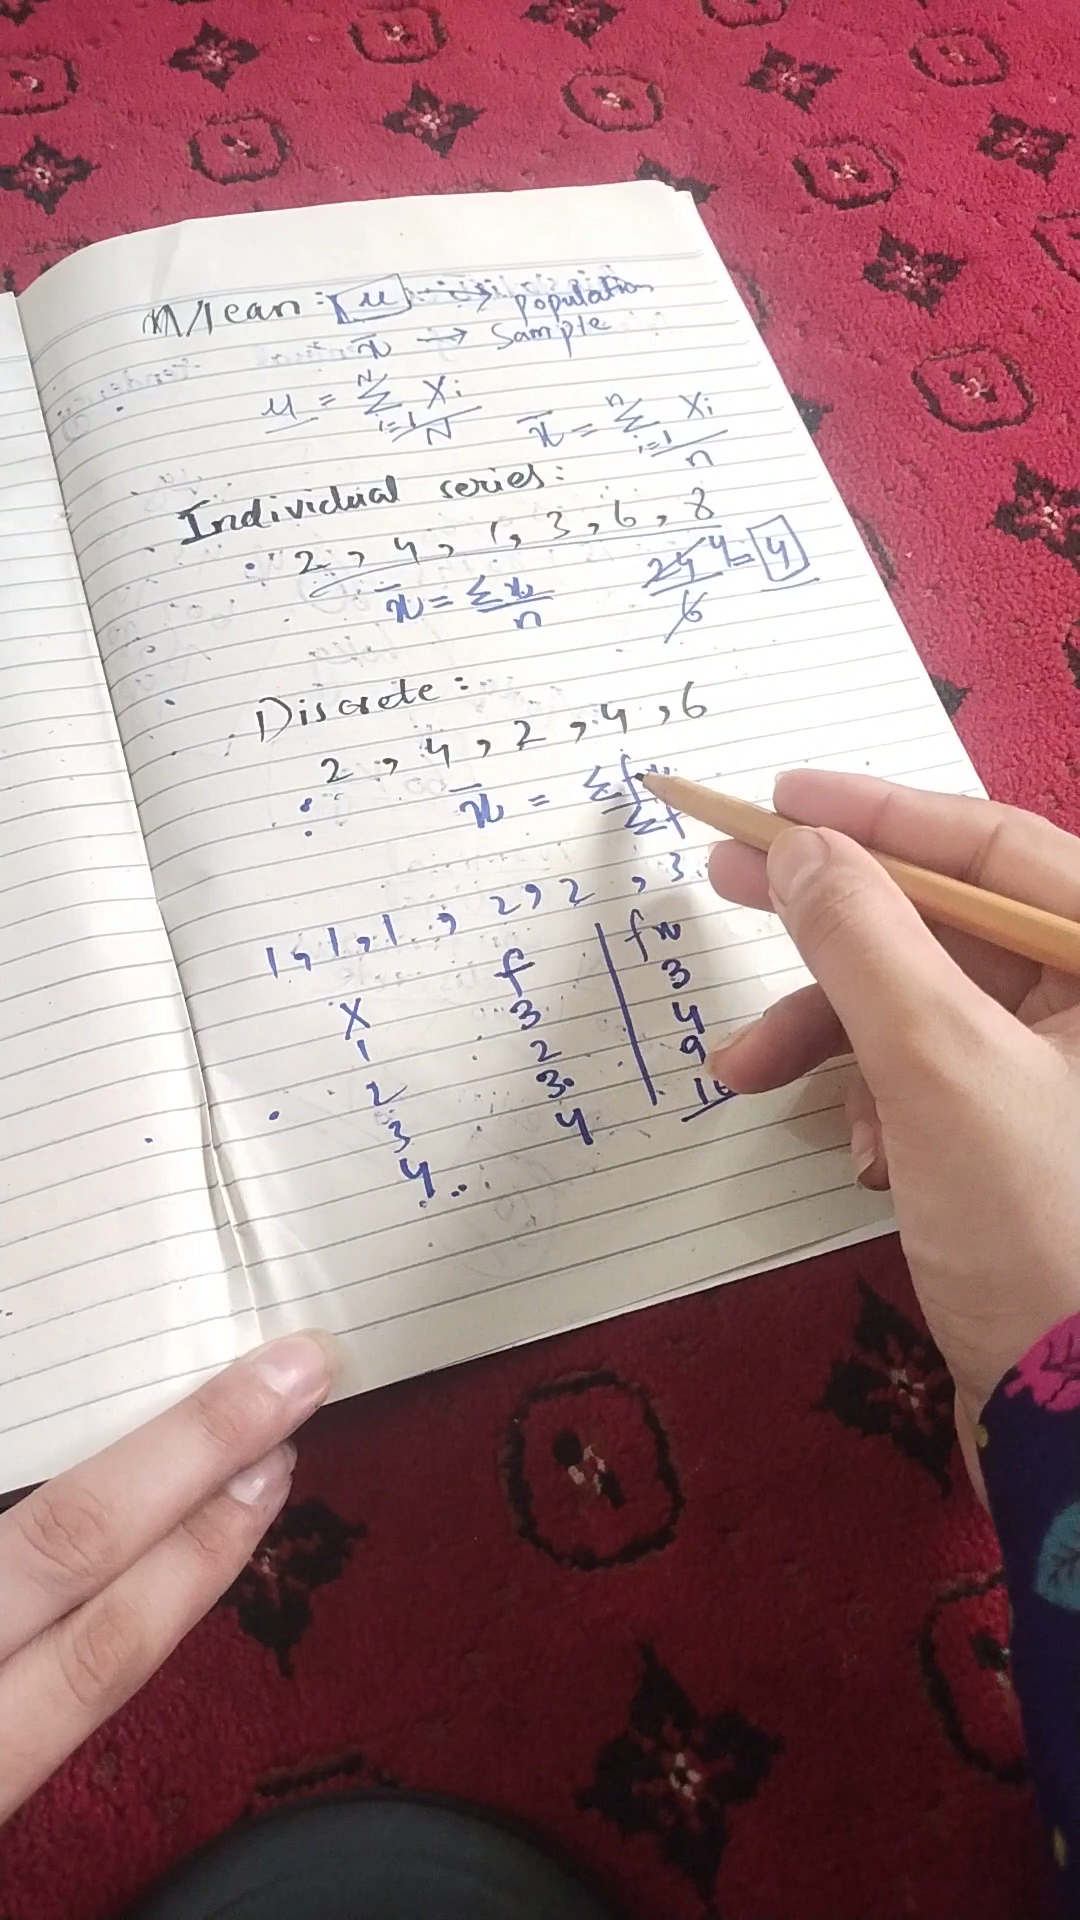 Mean: μ → population
x̄ → Sample
μ = N Σ i=1 Xi / N   x̄ = n Σ i=1 Xi / n
Individual series:
2, 4, 1, 3, 6, 8
x̄ = Σx / n   24 / 6 4 = 4
Discrete:
2, 4, 2, 4, 6
x̄ = Σfx / Σf
1, 1, 1, 2, 2, 3
X f fx
1 3 3
2 2 4
3 3 9
4 4